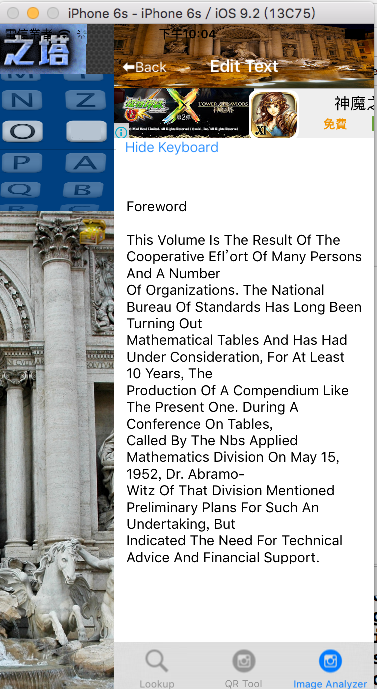 iPhone 6s - iPhone 6s / iOS 9.2 (13C75)
下午10:04
之塔
Back
Edit Text
N Z
O
P A
Q B
TOWER OF SAVIORS
神魔之
免費
XI
Hide Keyboard
Foreword
This Volume Is The Result Of The
Cooperative Efl’ort Of Many Persons
And A Number
Of Organizations. The National
Bureau Of Standards Has Long Been
Turning Out
Mathematical Tables And Has Had
Under Consideration, For At Least
10 Years, The
Production Of A Compendium Like
The Present One. During A
Conference On Tables,
Called By The Nbs Applied
Mathematics Division On May 15,
1952, Dr. Abramo-
Witz Of That Division Mentioned
Preliminary Plans For Such An
Undertaking, But
Indicated The Need For Technical
Advice And Financial Support.
Lookup
QR Tool
Image Analyzer